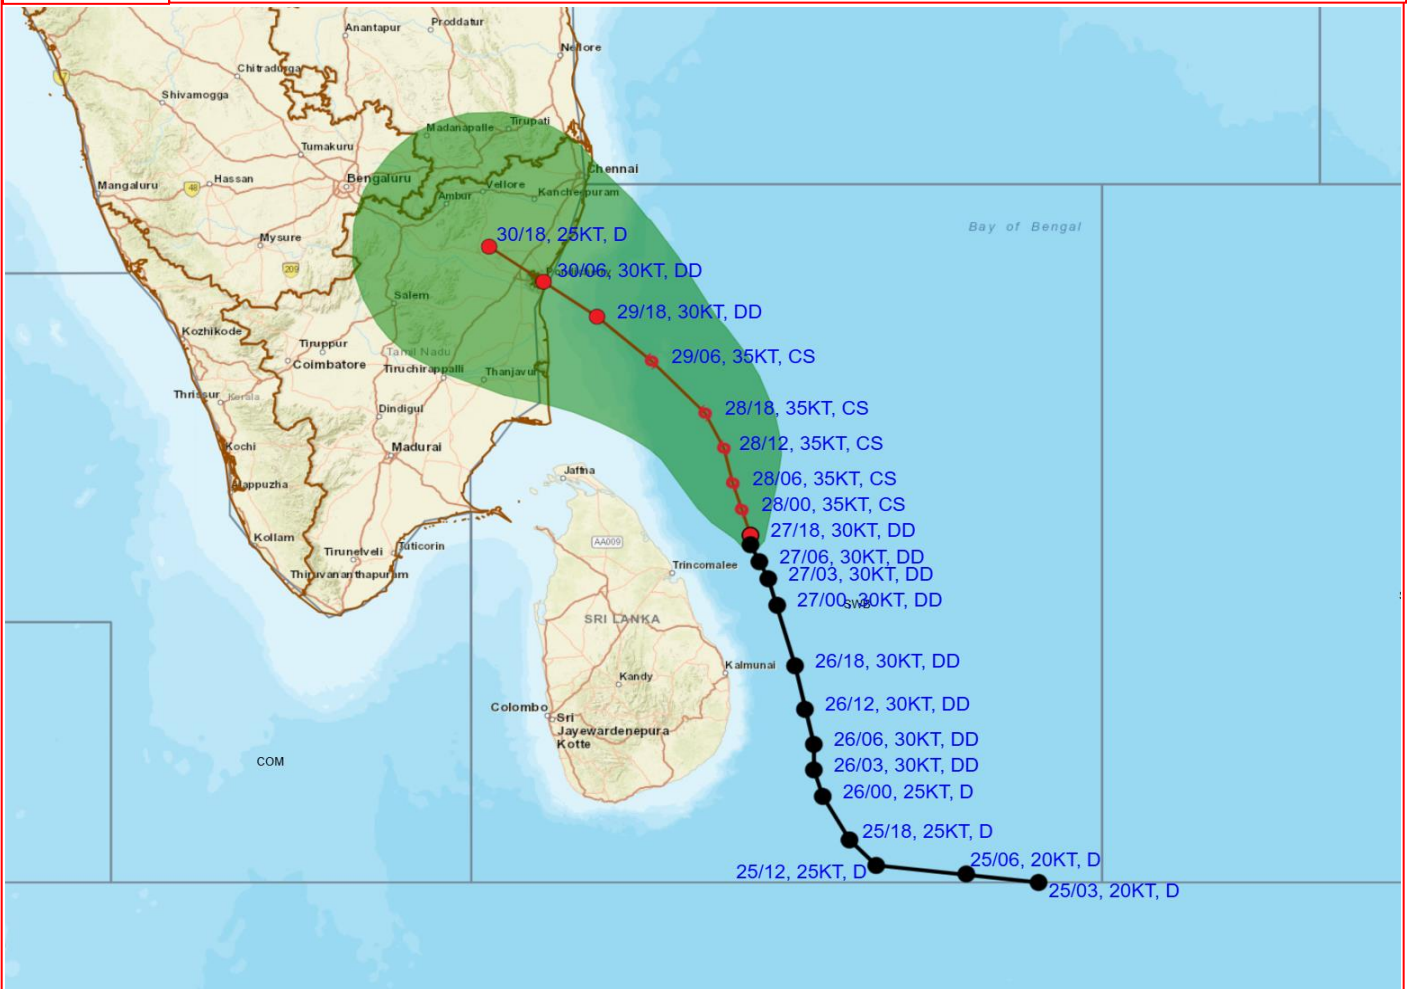 Anantapur
Proddatur
Nellore
Chitradurga
Shivamogga
Madanapalle
Tirupati
Tumakuru
Chennai
Mangaluru
48
Hassan
Bengaluru
Vellore
Ambur
Kancheepuram
Bay of Bengal
Mysure
30/18, 25KT, D
209
30/06, 30KT, DD
Salem
29/18, 30KT, DD
Kozhikode
Tiruppur
Tamil Nadu
29/06, 35KT, CS
Coimbatore
Tiruchirappalli
Thanjavur
Thrissur
Kerala
Dindigul
28/18, 35KT, CS
Kochi
Madurai
28/12, 35KT, CS
Jaffna
Alappuzha
28/06, 35KT, CS
28/00, 35KT, CS
Kollam
27/18, 30KT, DD
AA009
Tirunelveli
Tuticorin
27/06, 30KT, DD
Trincomalee
Thiruvananthapuram
27/03, 30KT, DD
27/00, 30KT, DD
SWB
SRI LANKA
Kalmunai
26/18, 30KT, DD
Kandy
26/12, 30KT, DD
Colombo
Sri
Jayewardenepura
Kotte
26/06, 30KT, DD
COM
26/03, 30KT, DD
26/00, 25KT, D
25/18, 25KT, D
25/12, 25KT, D
25/06, 20KT, D
25/03, 20KT, D